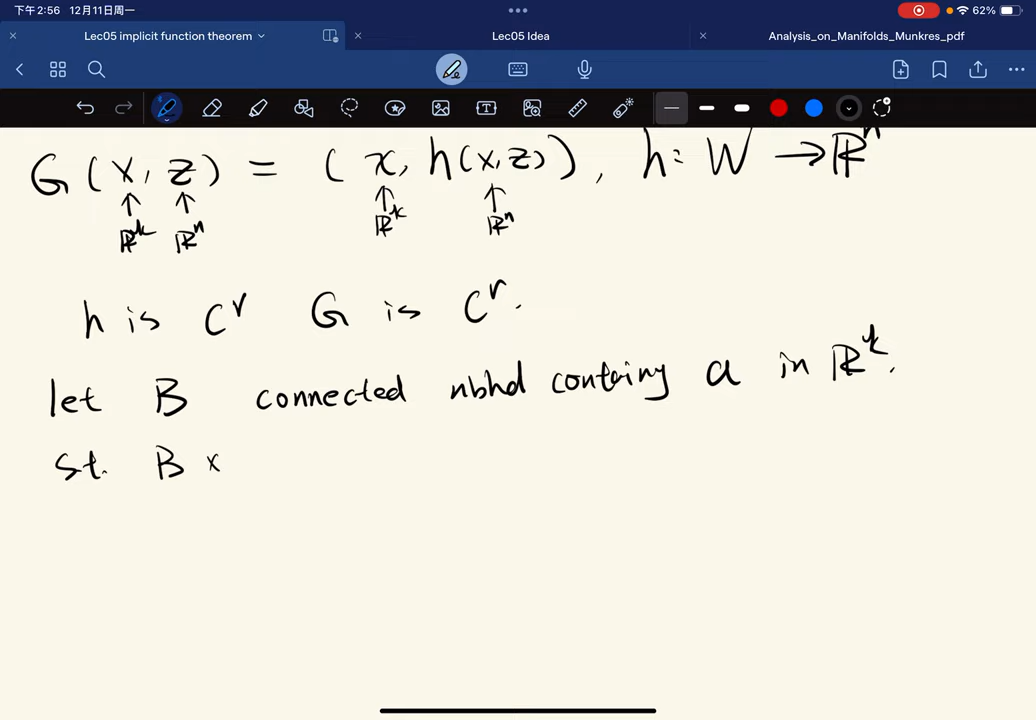 下午2:56 12月11日周一
62%
Lec05 implicit function theorem
Lec05 Idea
Analysis_on_Manifolds_Munkres_pdf
G(x, z) = (x, h(x, z)), h: W → ℝⁿ
↑ ↑ ↑ ↑
ℝᵏ ℝⁿ ℝᵏ ℝⁿ
h is Cʳ G is Cʳ.
let B connected nbhd containy a in ℝᵏ.
st. B ×